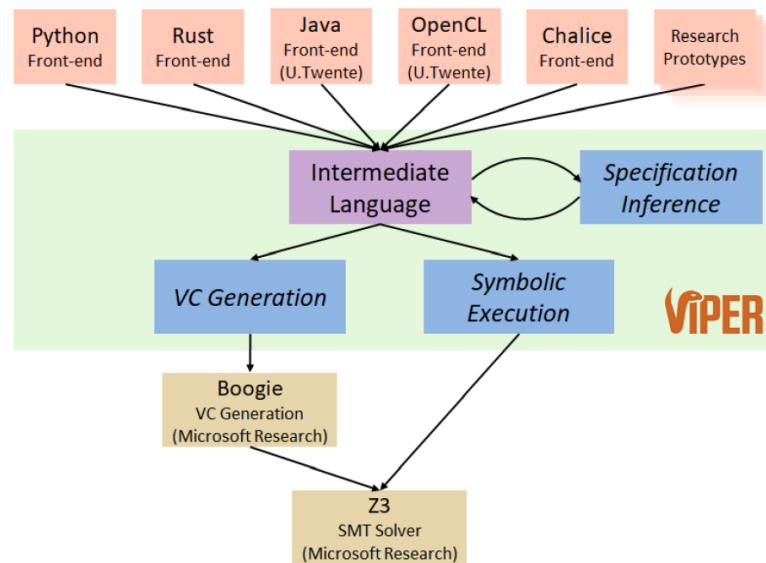 Python
Front-end
Rust
Front-end
Java
Front-end
(U.Twente)
OpenCL
Front-end
(U.Twente)
Chalice
Front-end
Research
Prototypes
Intermediate
Language
Specification
Inference
VC Generation
Symbolic
Execution
VIPER
Boogie
VC Generation
(Microsoft Research)
Z3
SMT Solver
(Microsoft Research)